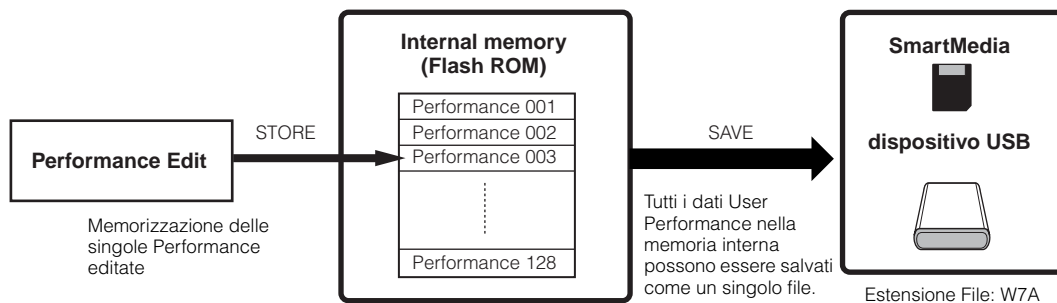 Performance Edit
Memorizzazione delle
singole Performance
editate
STORE
Internal memory
(Flash ROM)
Performance 001
Performance 002
Performance 003
Performance 128
SAVE
Tutti i dati User
Performance nella
memoria interna
possono essere salvati
come un singolo file.
SmartMedia
dispositivo USB
Estensione File: W7A